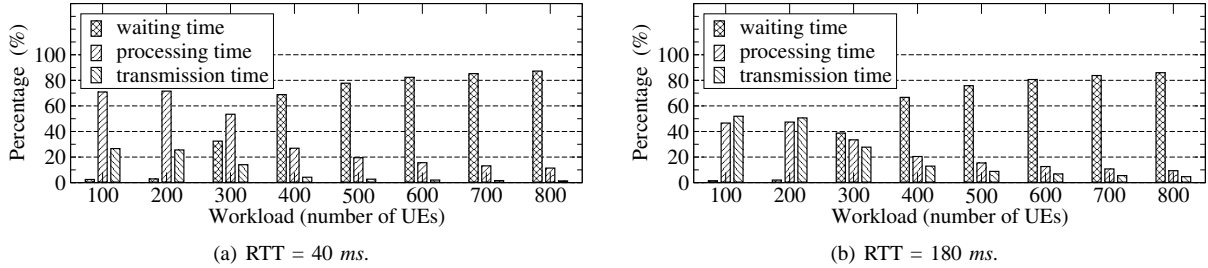 Percentage (%)
100
80
60
40
20
0
waiting time
processing time
transmission time
100 200 300 400 500 600 700 800
Workload (number of UEs)
(a) RTT = 40 ms.
Percentage (%)
100
80
60
40
20
0
waiting time
processing time
transmission time
100 200 300 400 500 600 700 800
Workload (number of UEs)
(b) RTT = 180 ms.